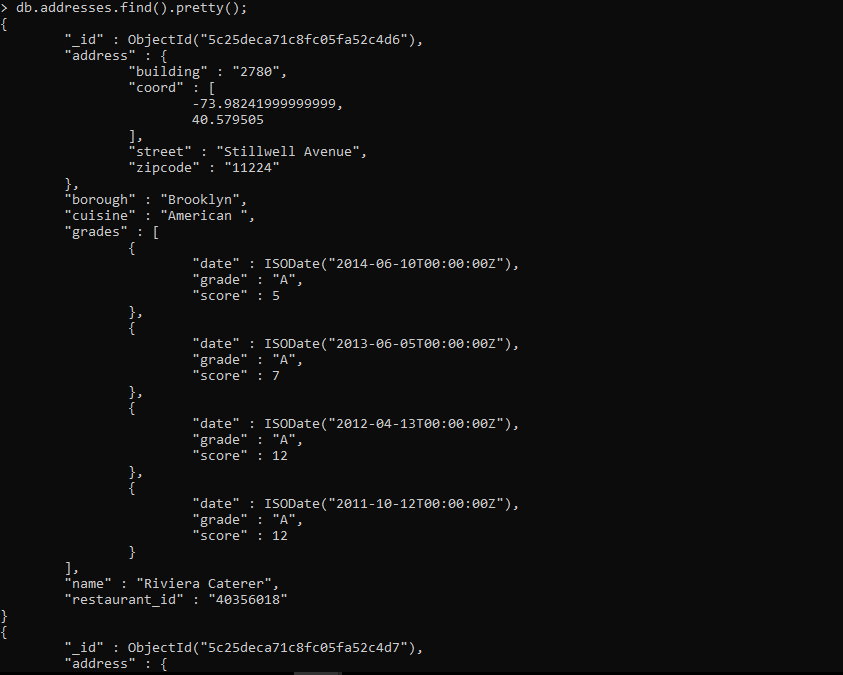 > db.addresses.find().pretty();
{
        "_id" : ObjectId("5c25deca71c8fc05fa52c4d6"),
        "address" : {
                "building" : "2780",
                "coord" : [
                        -73.98241999999999,
                        40.579505
                ],
                "street" : "Stillwell Avenue",
                "zipcode" : "11224"
        },
        "borough" : "Brooklyn",
        "cuisine" : "American ",
        "grades" : [
                {
                        "date" : ISODate("2014-06-10T00:00:00Z"),
                        "grade" : "A",
                        "score" : 5
                },
                {
                        "date" : ISODate("2013-06-05T00:00:00Z"),
                        "grade" : "A",
                        "score" : 7
                },
                {
                        "date" : ISODate("2012-04-13T00:00:00Z"),
                        "grade" : "A",
                        "score" : 12
                },
                {
                        "date" : ISODate("2011-10-12T00:00:00Z"),
                        "grade" : "A",
                        "score" : 12
                }
        ],
        "name" : "Riviera Caterer",
        "restaurant_id" : "40356018"
}
{
        "_id" : ObjectId("5c25deca71c8fc05fa52c4d7"),
        "address" : {